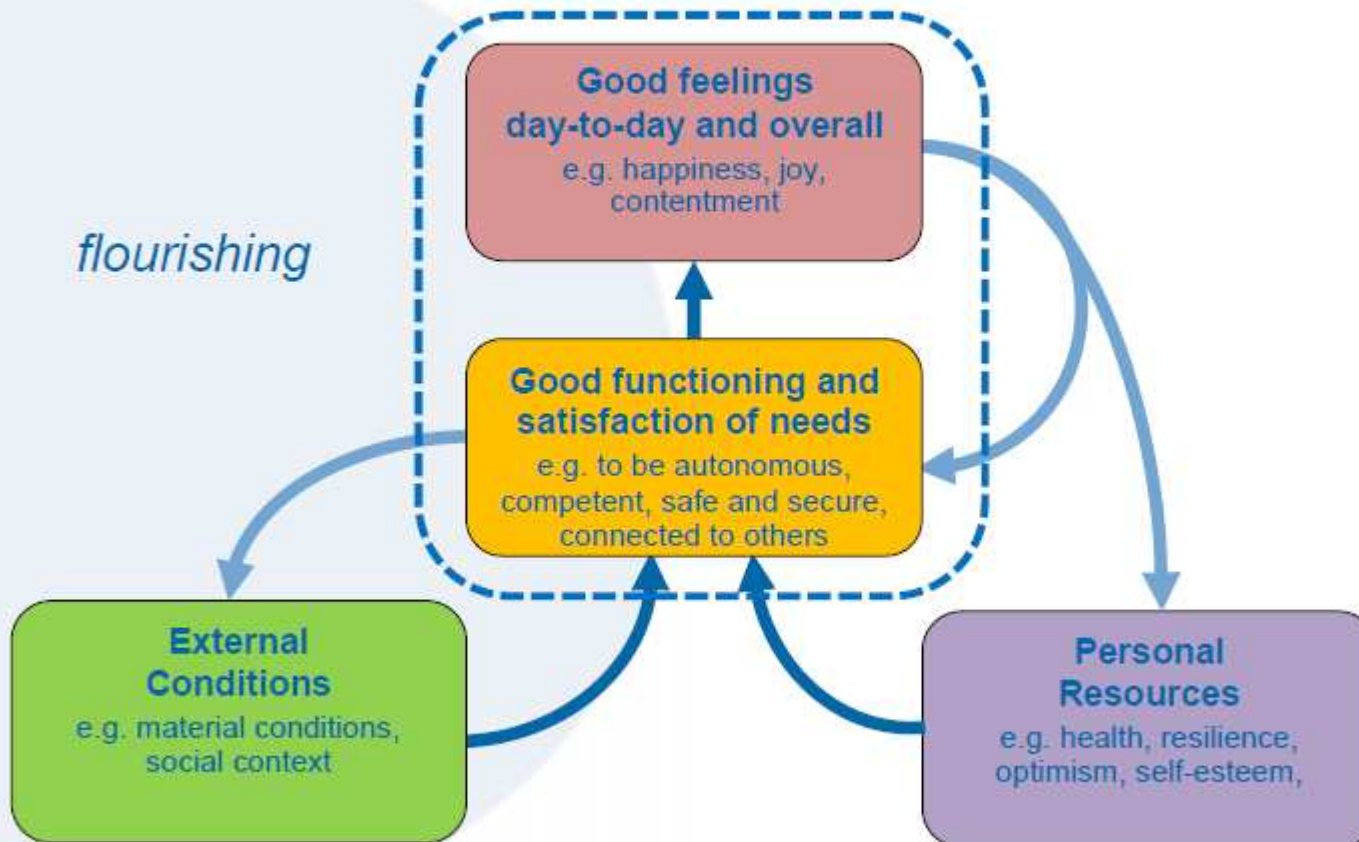 Good feelings
day-to-day and overall
e.g. happiness, joy,
contentment
flourishing
Good functioning and
satisfaction of needs
e.g. to be autonomous,
competent, safe and secure,
connected to others
External
Conditions
e.g. material conditions,
social context
Personal
Resources
e.g. health, resilience,
optimism, self-esteem,